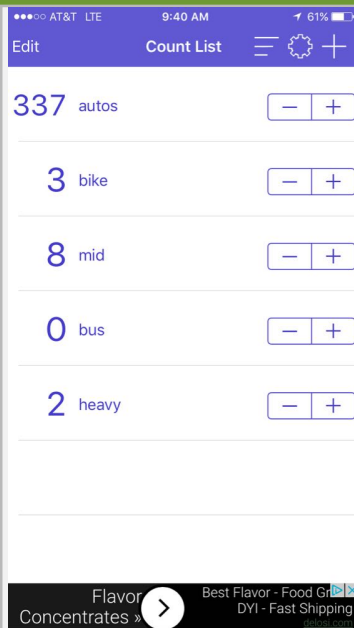 AT&T LTE 9:40 AM 61%
Edit Count List
337 autos
3 bike
8 mid
0 bus
2 heavy
Flavor Concentrates »
Best Flavor - Food
DYI - Fast Shipping
delosi.com